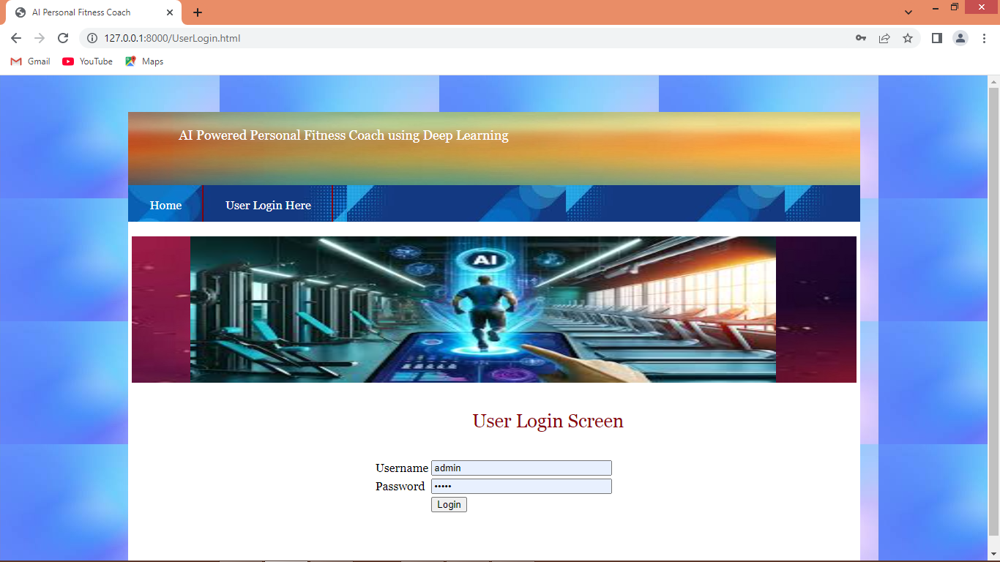 AI Personal Fitness Coach
127.0.0.1:8000/UserLogin.html
Gmail YouTube Maps
AI Powered Personal Fitness Coach using Deep Learning
Home User Login Here
AI
User Login Screen
Username admin
Password •••••
Login